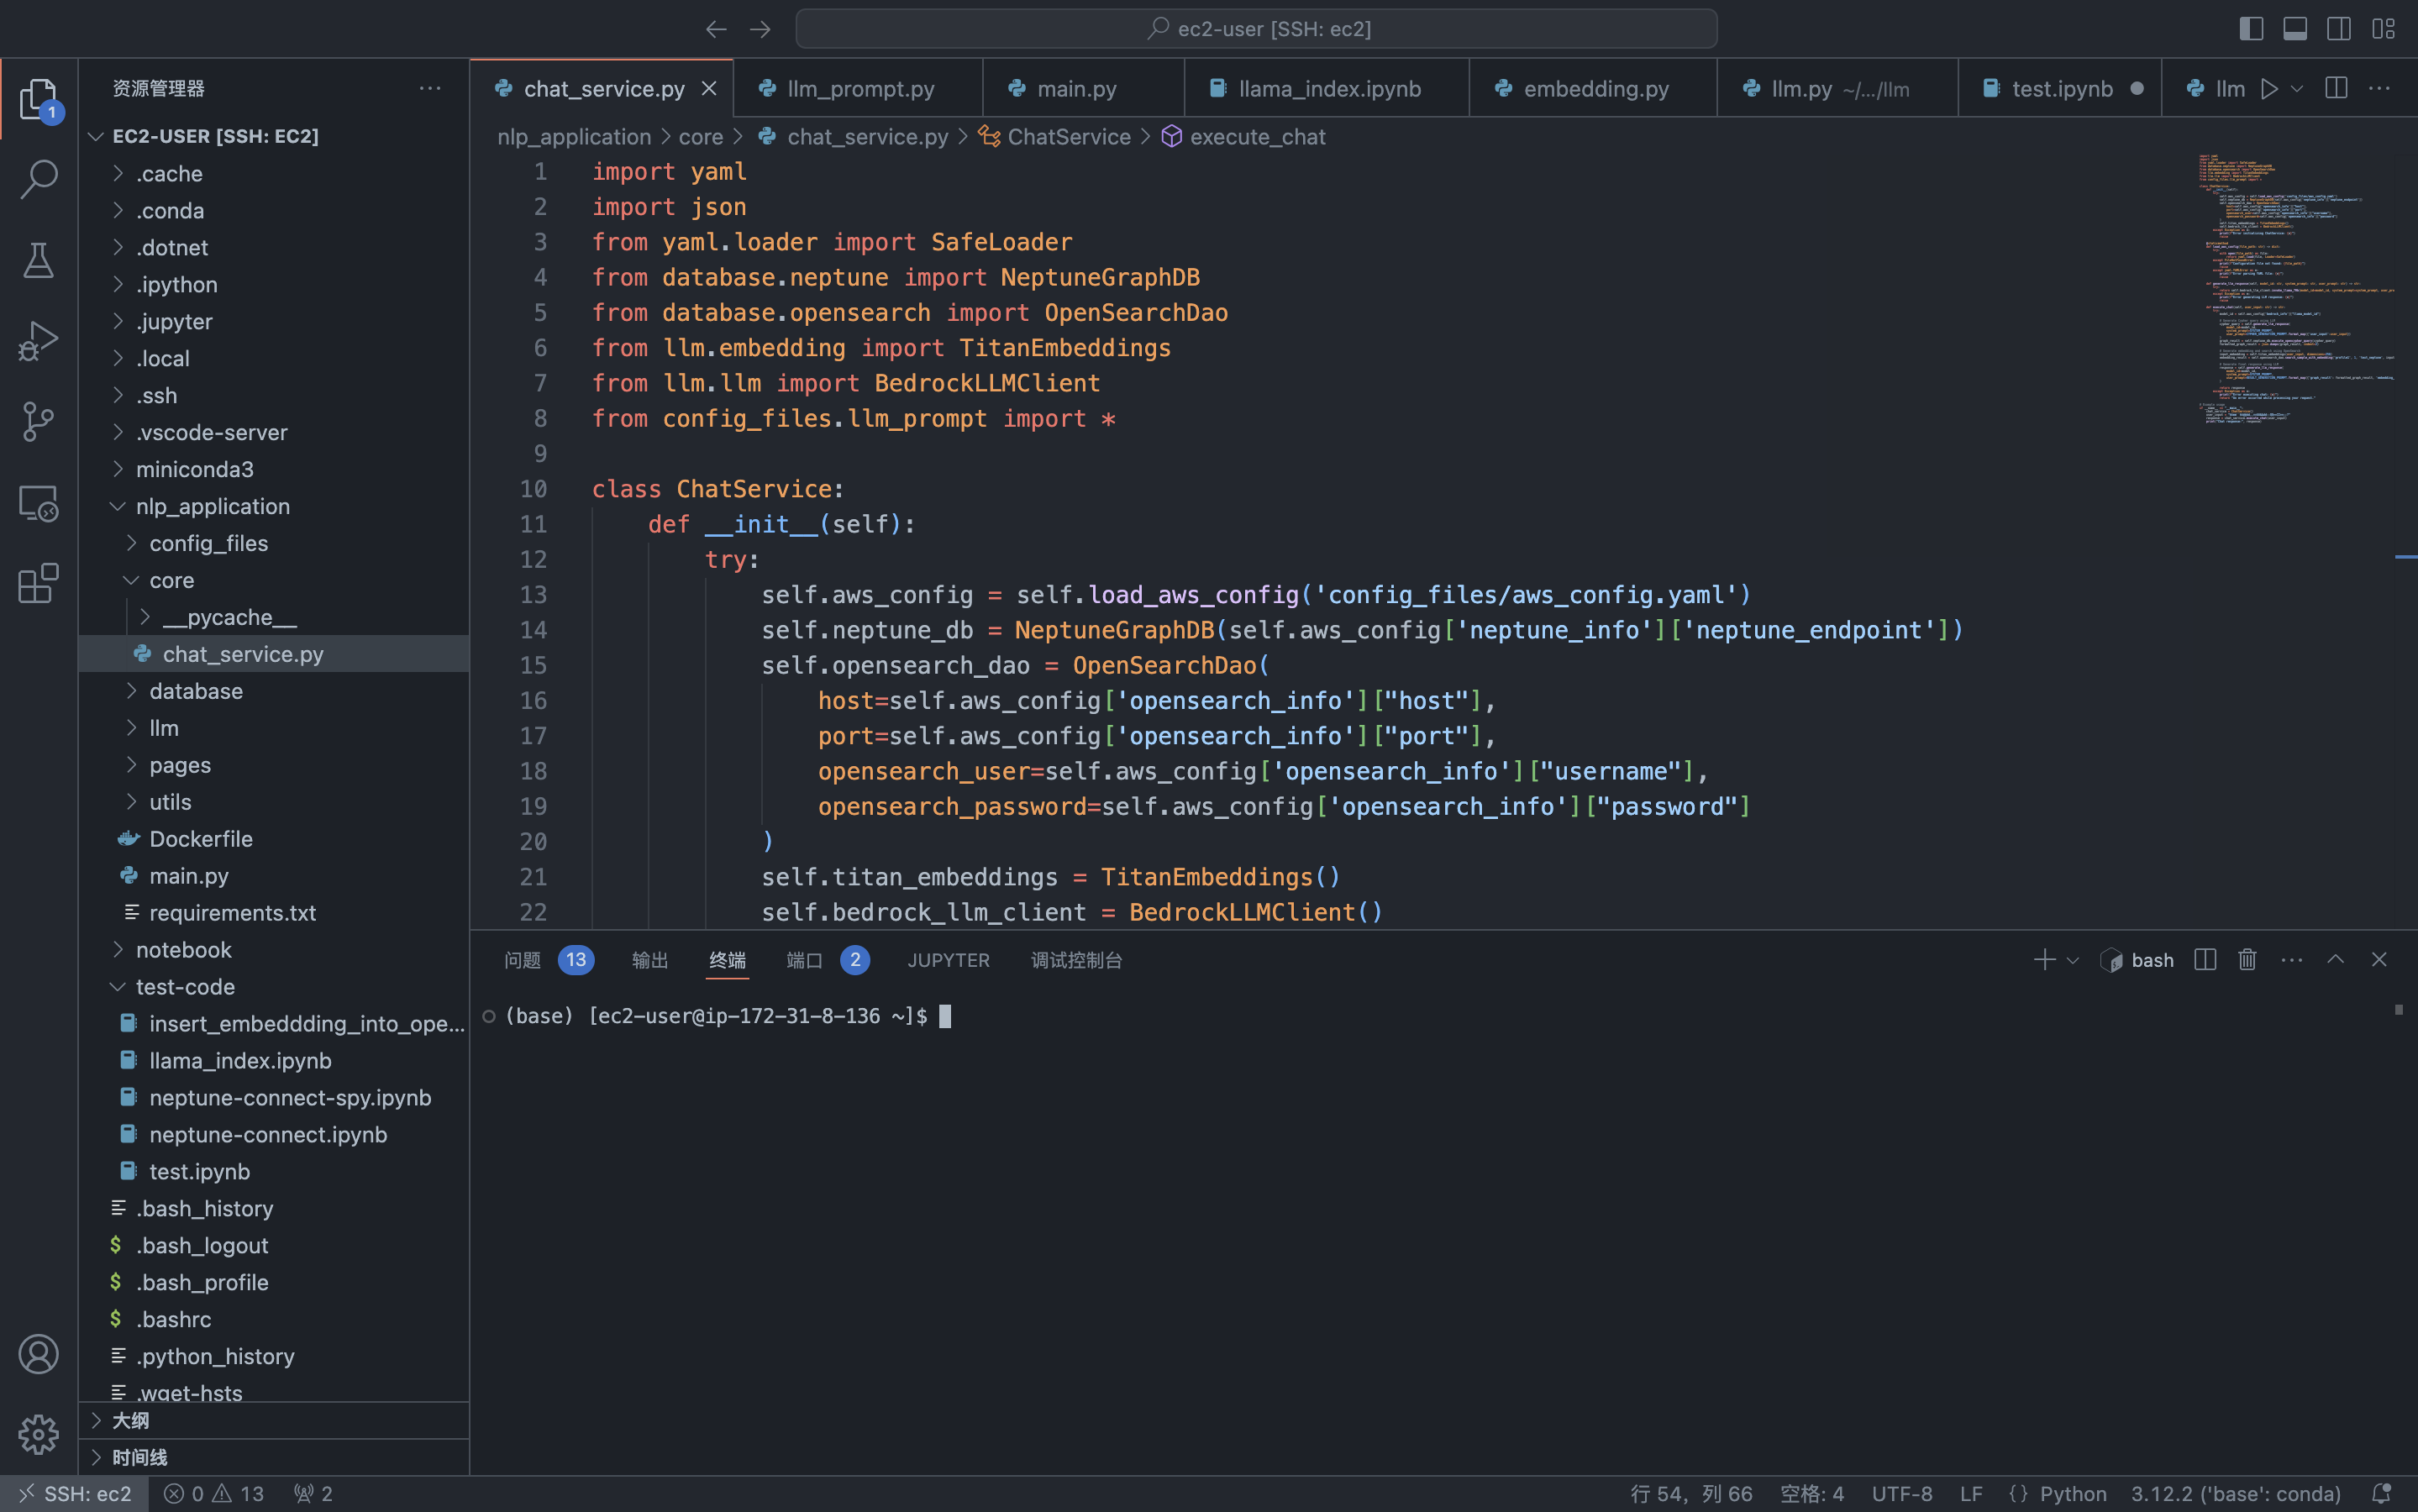 ec2-user [SSH: ec2]
资源管理器
1
EC2-USER [SSH: EC2]
.cache
.conda
.dotnet
.ipython
.jupyter
.local
.ssh
.vscode-server
miniconda3
nlp_application
config_files
core
__pycache__
chat_service.py
database
llm
pages
utils
Dockerfile
main.py
requirements.txt
notebook
test-code
insert_embeddding_into_ope...
llama_index.ipynb
neptune-connect-spy.ipynb
neptune-connect.ipynb
test.ipynb
.bash_history
.bash_logout
.bash_profile
.bashrc
.python_history
.wget-hsts
大纲
时间线
chat_service.py llm_prompt.py main.py llama_index.ipynb embedding.py llm.py ~/.../llm test.ipynb llm
nlp_application > core > chat_service.py > ChatService > execute_chat
1 import yaml
2 import json
3 from yaml.loader import SafeLoader
4 from database.neptune import NeptuneGraphDB
5 from database.opensearch import OpenSearchDao
6 from llm.embedding import TitanEmbeddings
7 from llm.llm import BedrockLLMClient
8 from config_files.llm_prompt import *
9
10 class ChatService:
11 def __init__(self):
12 try:
13 self.aws_config = self.load_aws_config('config_files/aws_config.yaml')
14 self.neptune_db = NeptuneGraphDB(self.aws_config['neptune_info']['neptune_endpoint'])
15 self.opensearch_dao = OpenSearchDao(
16 host=self.aws_config['opensearch_info']["host"],
17 port=self.aws_config['opensearch_info']["port"],
18 opensearch_user=self.aws_config['opensearch_info']["username"],
19 opensearch_password=self.aws_config['opensearch_info']["password"]
20 )
21 self.titan_embeddings = TitanEmbeddings()
22 self.bedrock_llm_client = BedrockLLMClient()
问题 13 输出 终端 端口 2 JUPYTER 调试控制台 bash
(base) [ec2-user@ip-172-31-8-136 ~]$
SSH: ec2 0 13 2 行 54，列 66 空格: 4 UTF-8 LF {} Python 3.12.2 ('base': conda)